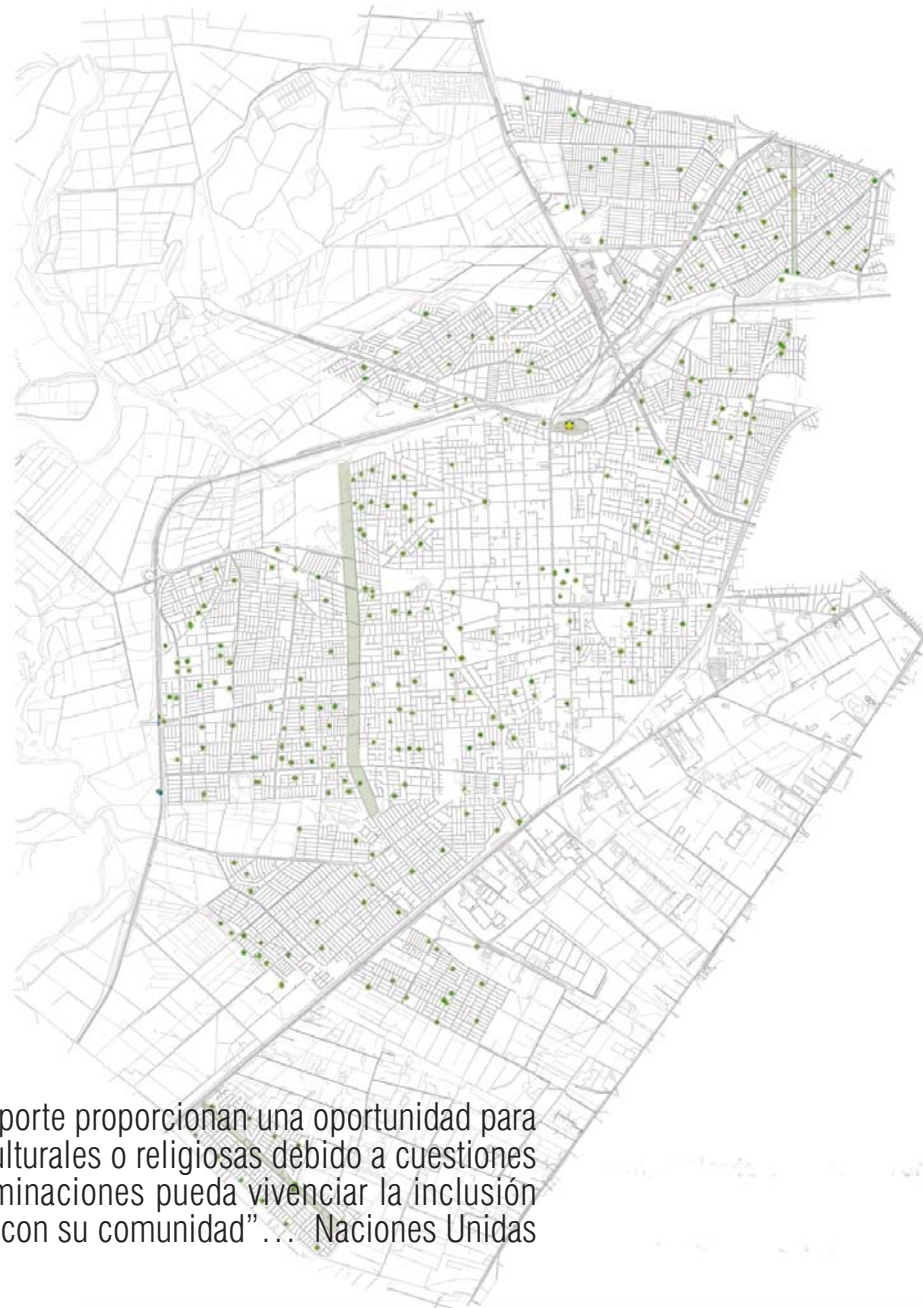 porte proporcionan una oportunidad para
ulturales o religiosas debido a cuestiones
minaciones pueda vivenciar la inclusión
con su comunidad”… Naciones Unidas